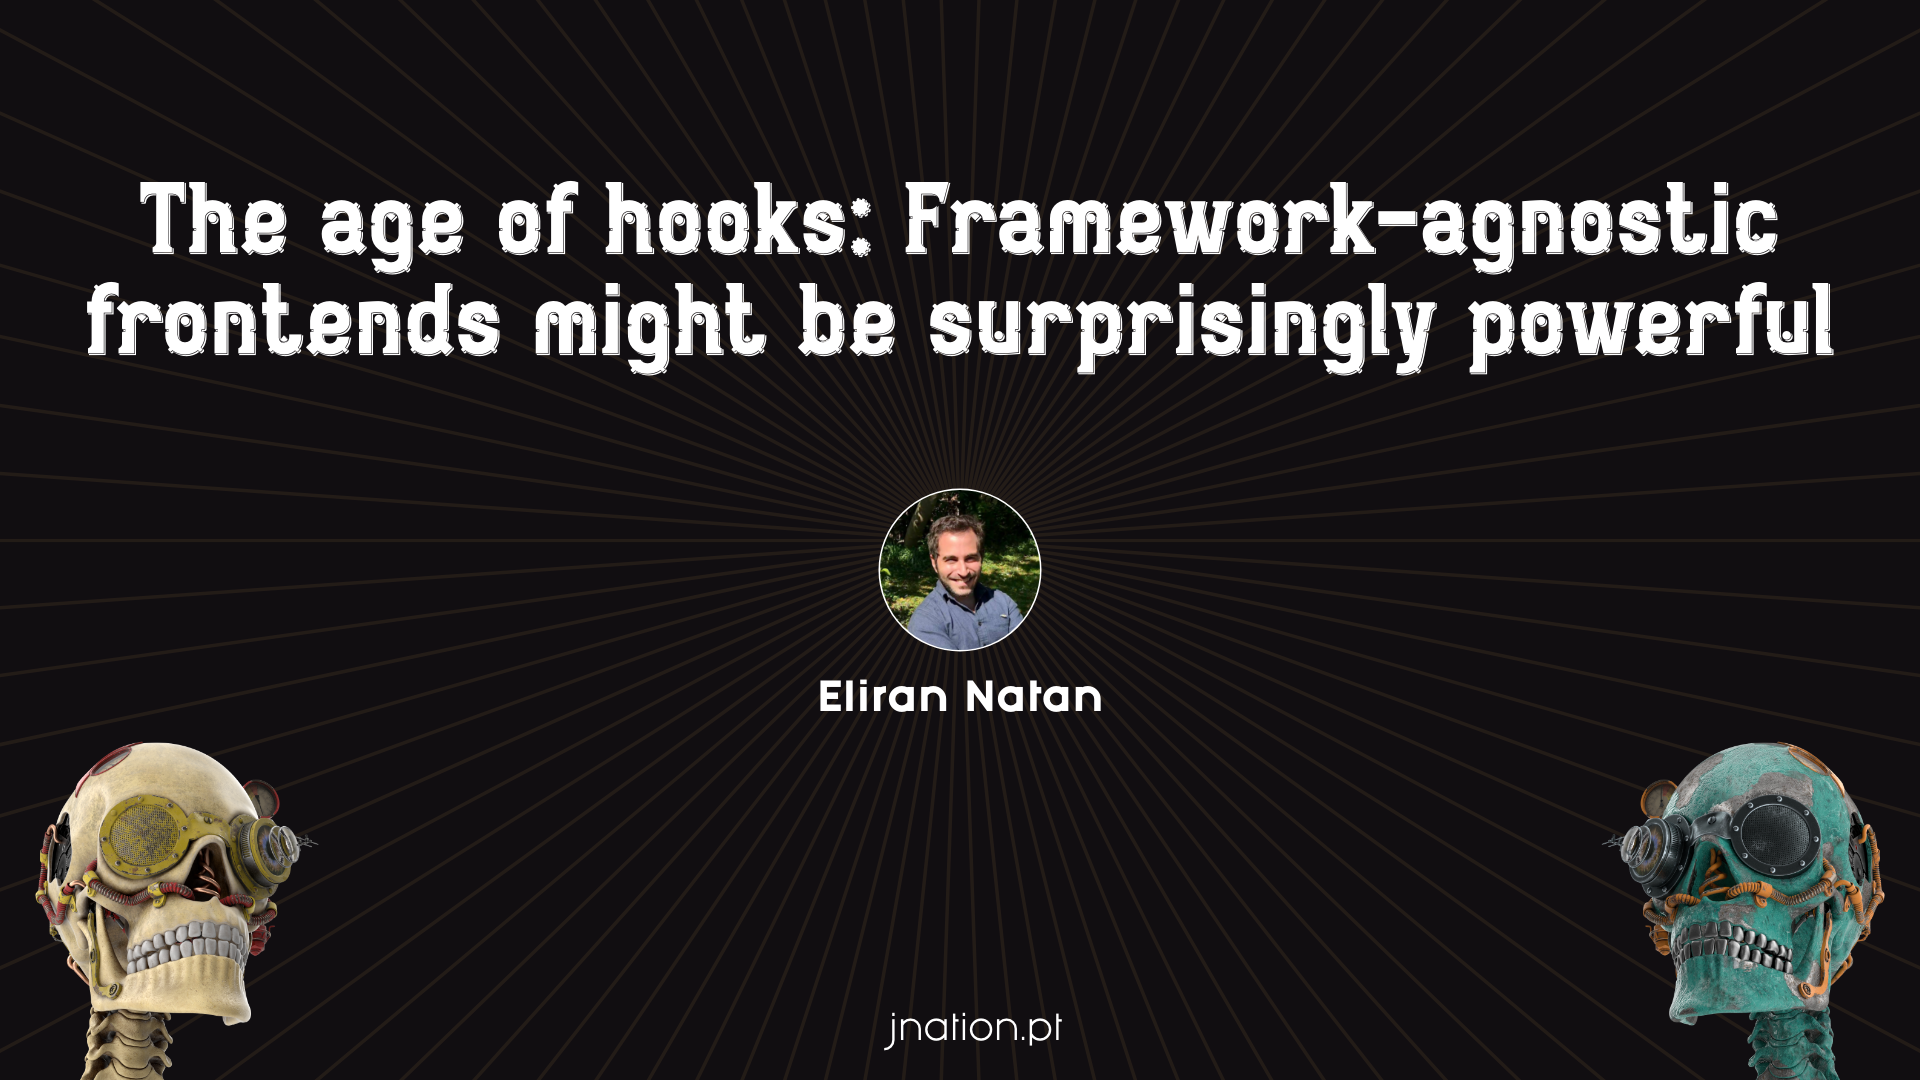 The age of hooks: Framework-agnostic
frontends might be surprisingly powerful
Eliran Natan
jnation.pt